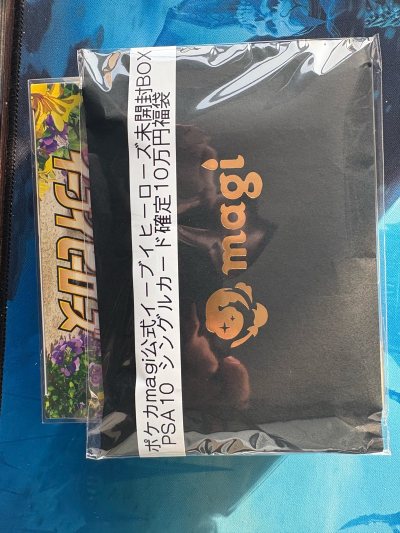 ポケカmagi公式イーブイヒーローズ未開封BOX
PSA10 シングルカード確定10万円福袋
magi